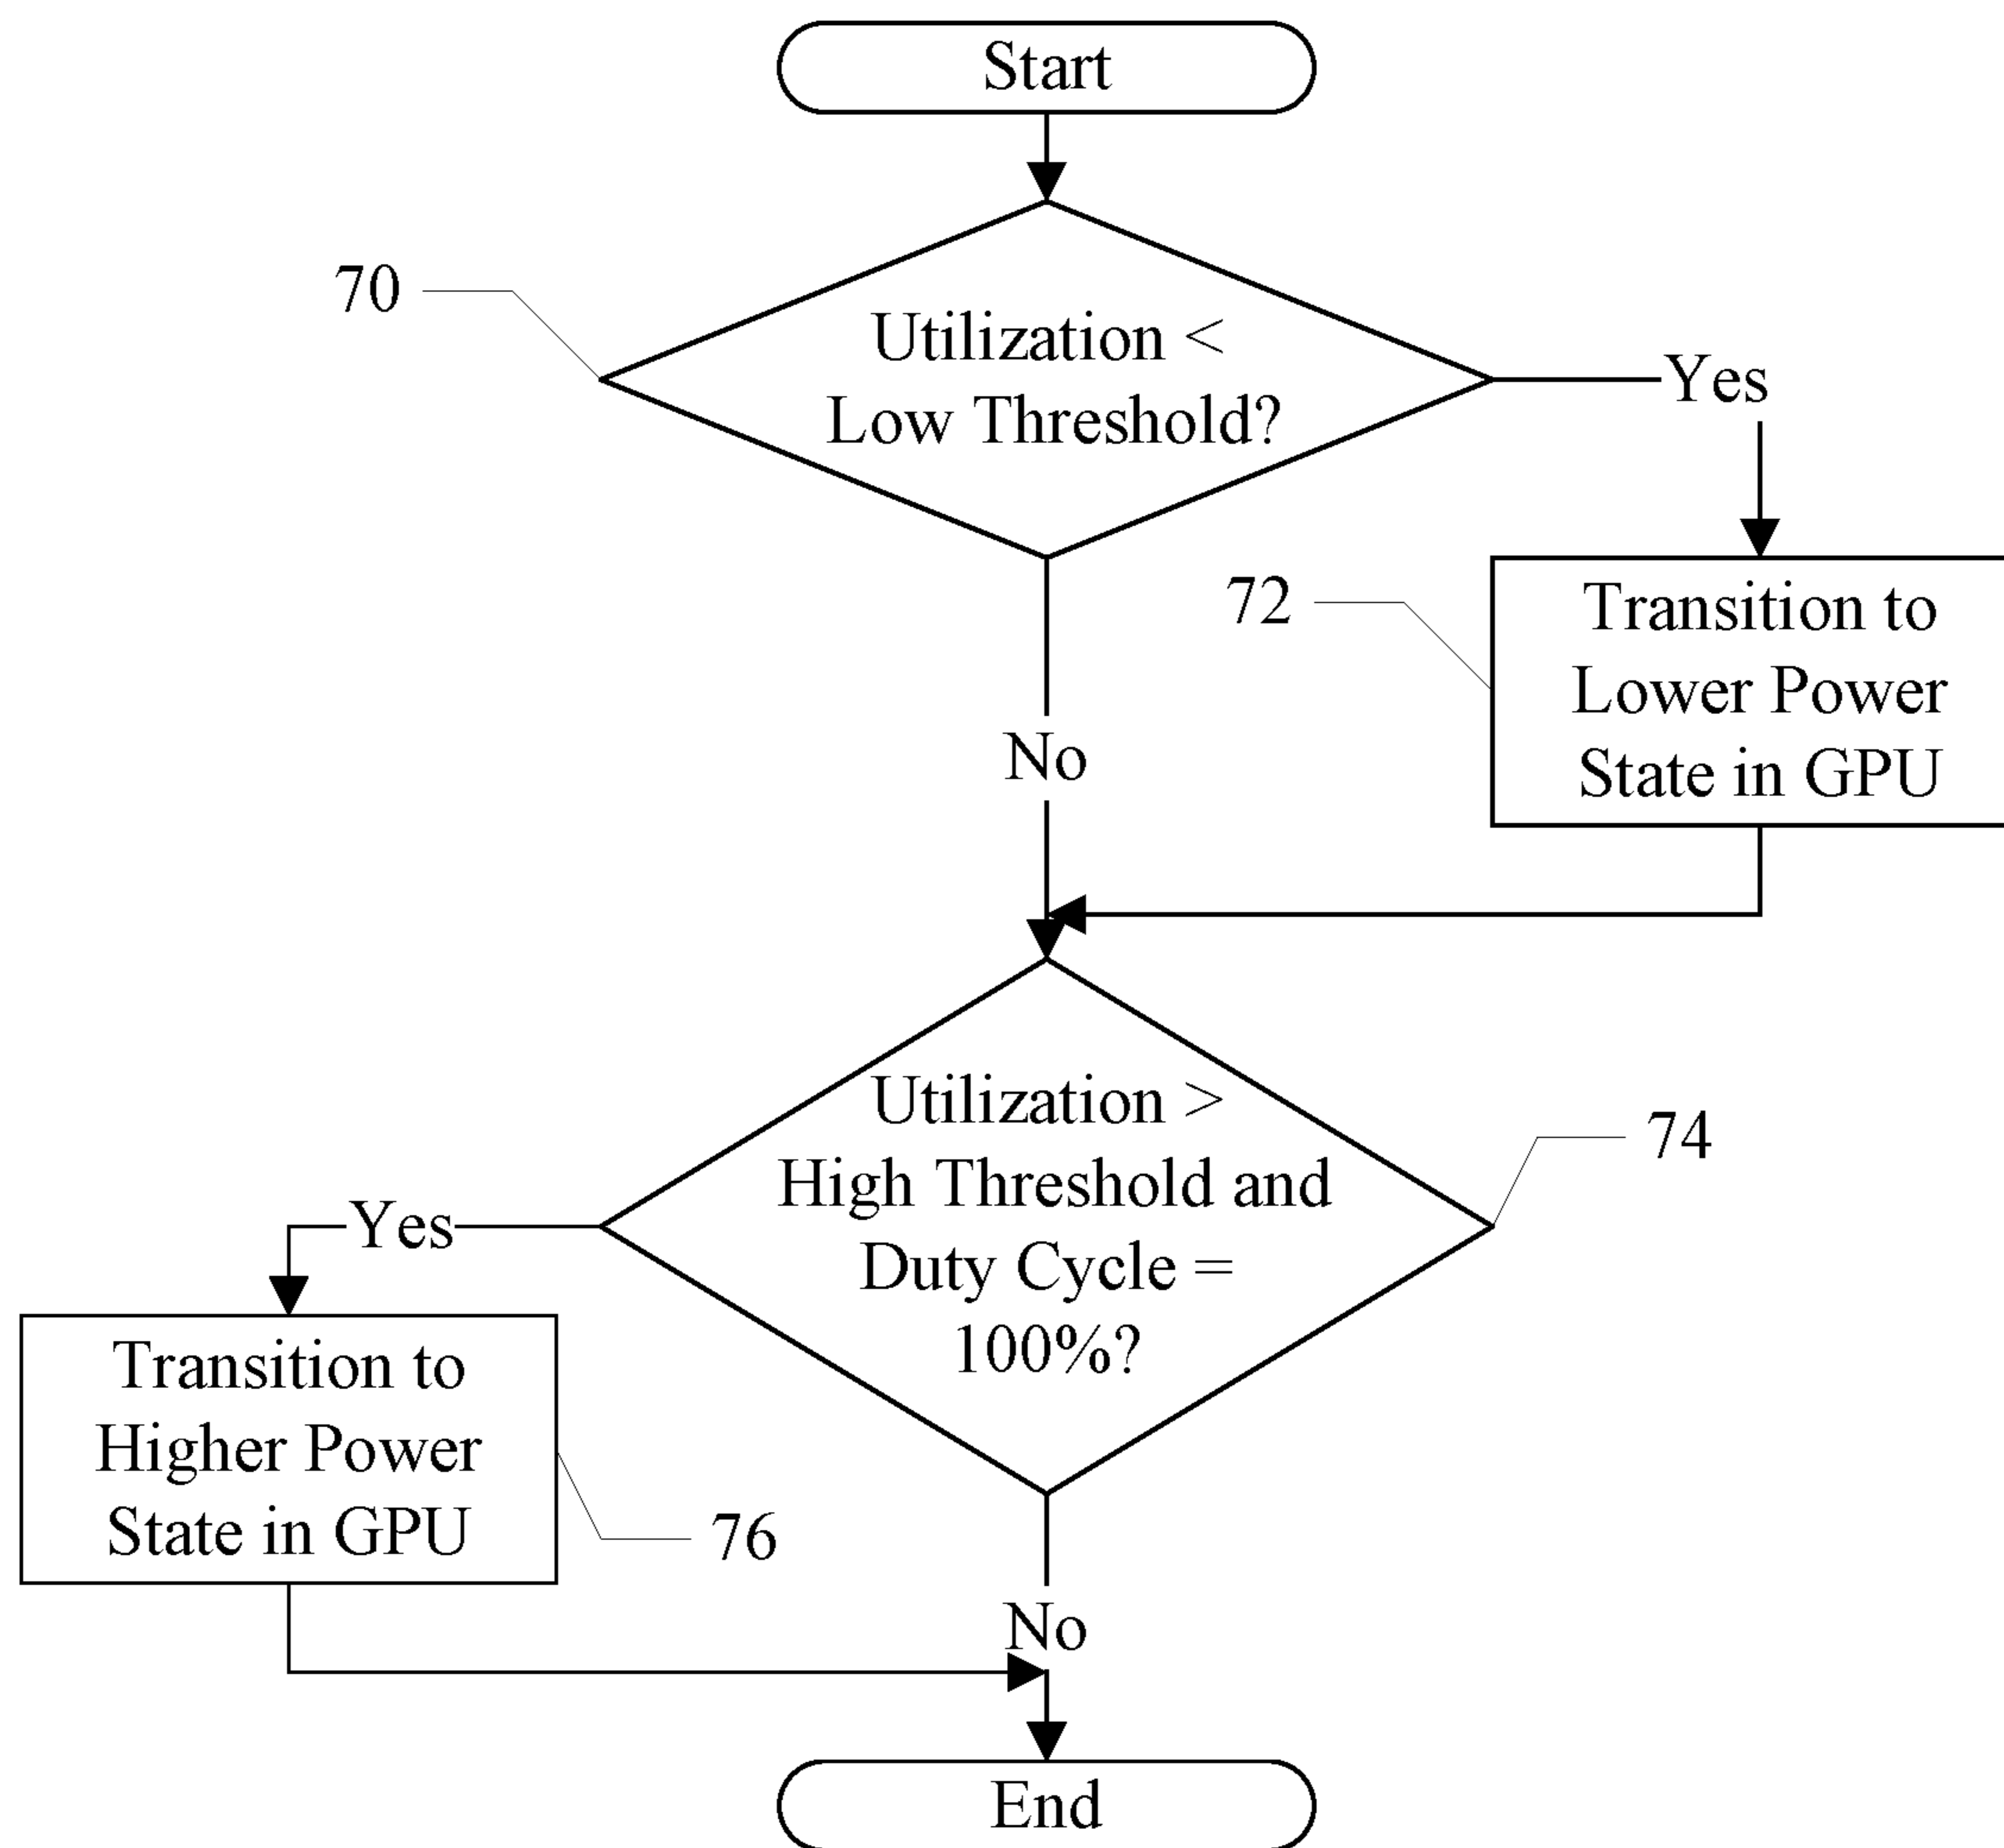 Start
70
Utilization <
Low Threshold?
Yes
72
Transition to
Lower Power
State in GPU
No
Utilization >
High Threshold and
Duty Cycle =
100%?
74
Yes
Transition to
Higher Power
State in GPU
76
No
End